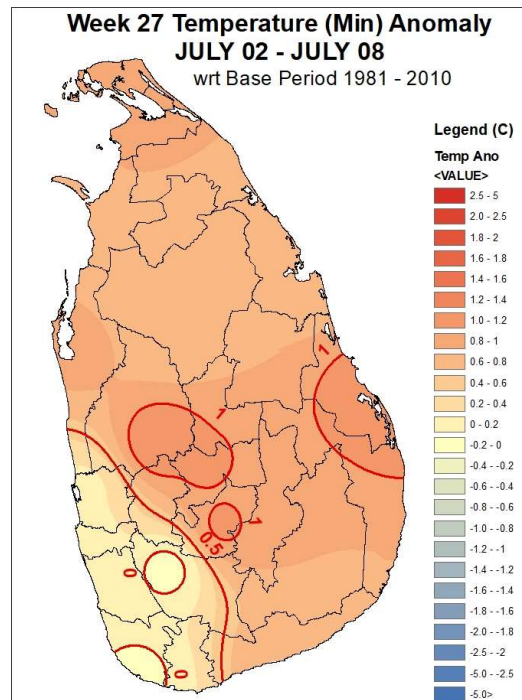 Week 27 Temperature (Min) Anomaly
JULY 02 - JULY 08
wrt Base Period 1981 - 2010
Legend (C)
Temp Ano
<VALUE>
2.5 - 5
2.0 - 2.5
1.8 - 2
1.6 - 1.8
1.4 - 1.6
1.2 - 1.4
1.0 - 1.2
0.8 - 1
0.6 - 0.8
0.4 - 0.6
0.2 - 0.4
0 - 0.2
-0.2 - 0
-0.4 - -0.2
-0.6 - -0.4
-0.8 - -0.6
-1.0 - -0.8
-1.2 - -1
-1.4 - -1.2
-1.6 - -1.4
-1.8 - -1.6
-2.0 - -1.8
-2.5 - -2
-5.0 - -2.5
-5.0>
1
1
1
0.5
0
0